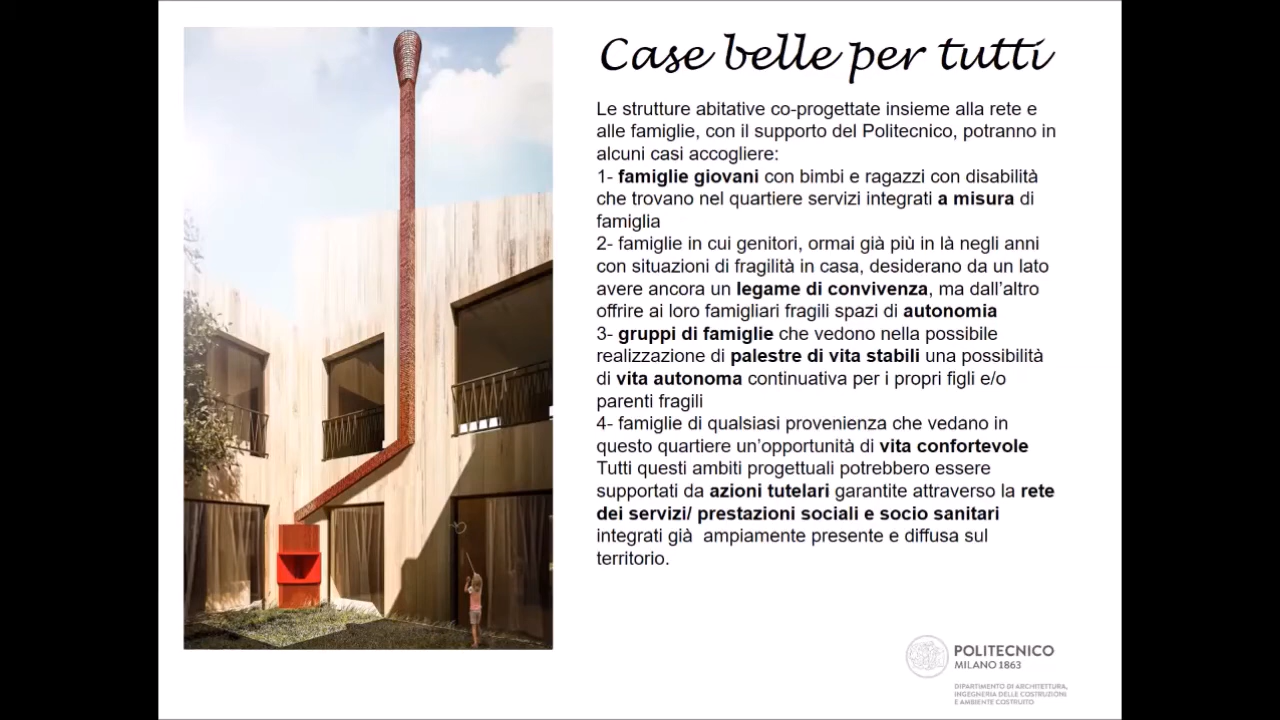 Case belle per tutti
Le strutture abitative co-progettate insieme alla rete e
alle famiglie, con il supporto del Politecnico, potranno in
alcuni casi accogliere:
1- famiglie giovani con bimbi e ragazzi con disabilità
che trovano nel quartiere servizi integrati a misura di
famiglia
2- famiglie in cui genitori, ormai già più in là negli anni
con situazioni di fragilità in casa, desiderano da un lato
avere ancora un legame di convivenza, ma dall'altro
offrire ai loro famigliari fragili spazi di autonomia
3- gruppi di famiglie che vedono nella possibile
realizzazione di palestre di vita stabili una possibilità
di vita autonoma continuativa per i propri figli e/o
parenti fragili
4- famiglie di qualsiasi provenienza che vedano in
questo quartiere un'opportunità di vita confortevole
Tutti questi ambiti progettuali potrebbero essere
supportati da azioni tutelari garantite attraverso la rete
dei servizi/ prestazioni sociali e socio sanitari
integrati già  ampiamente presente e diffusa sul
territorio.
POLITECNICO
MILANO 1863
DIPARTIMENTO DI ARCHITETTURA,
INGEGNERIA DELLE COSTRUZIONI
E AMBIENTE COSTRUITO